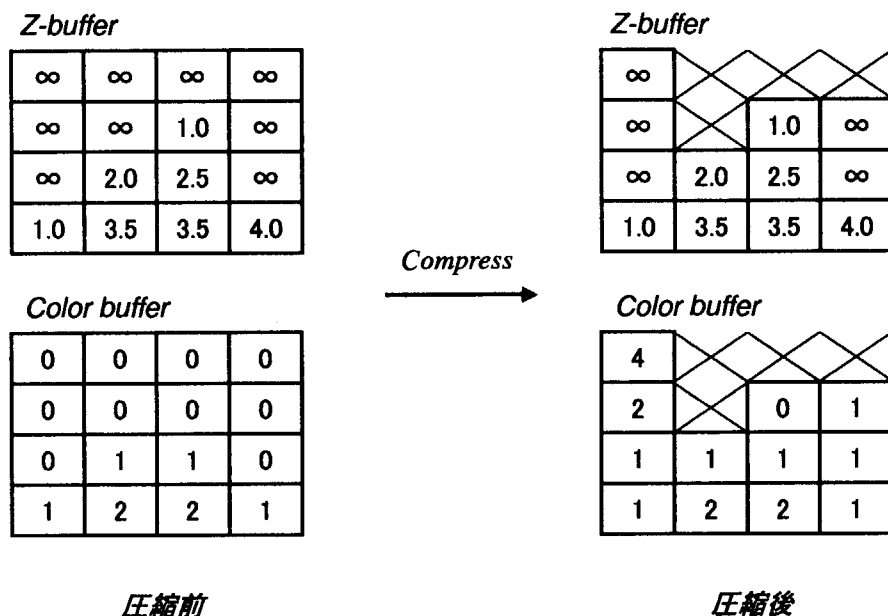 Z-buffer
∞ ∞ ∞ ∞
∞ ∞ 1.0 ∞
∞ 2.0 2.5 ∞
1.0 3.5 3.5 4.0
Color buffer
0 0 0 0
0 0 0 0
0 1 1 0
1 2 2 1
圧縮前
Compress
Z-buffer
∞
∞ 1.0 ∞
∞ 2.0 2.5 ∞
1.0 3.5 3.5 4.0
Color buffer
4
2 0 1
1 1 1 1
1 2 2 1
圧縮後